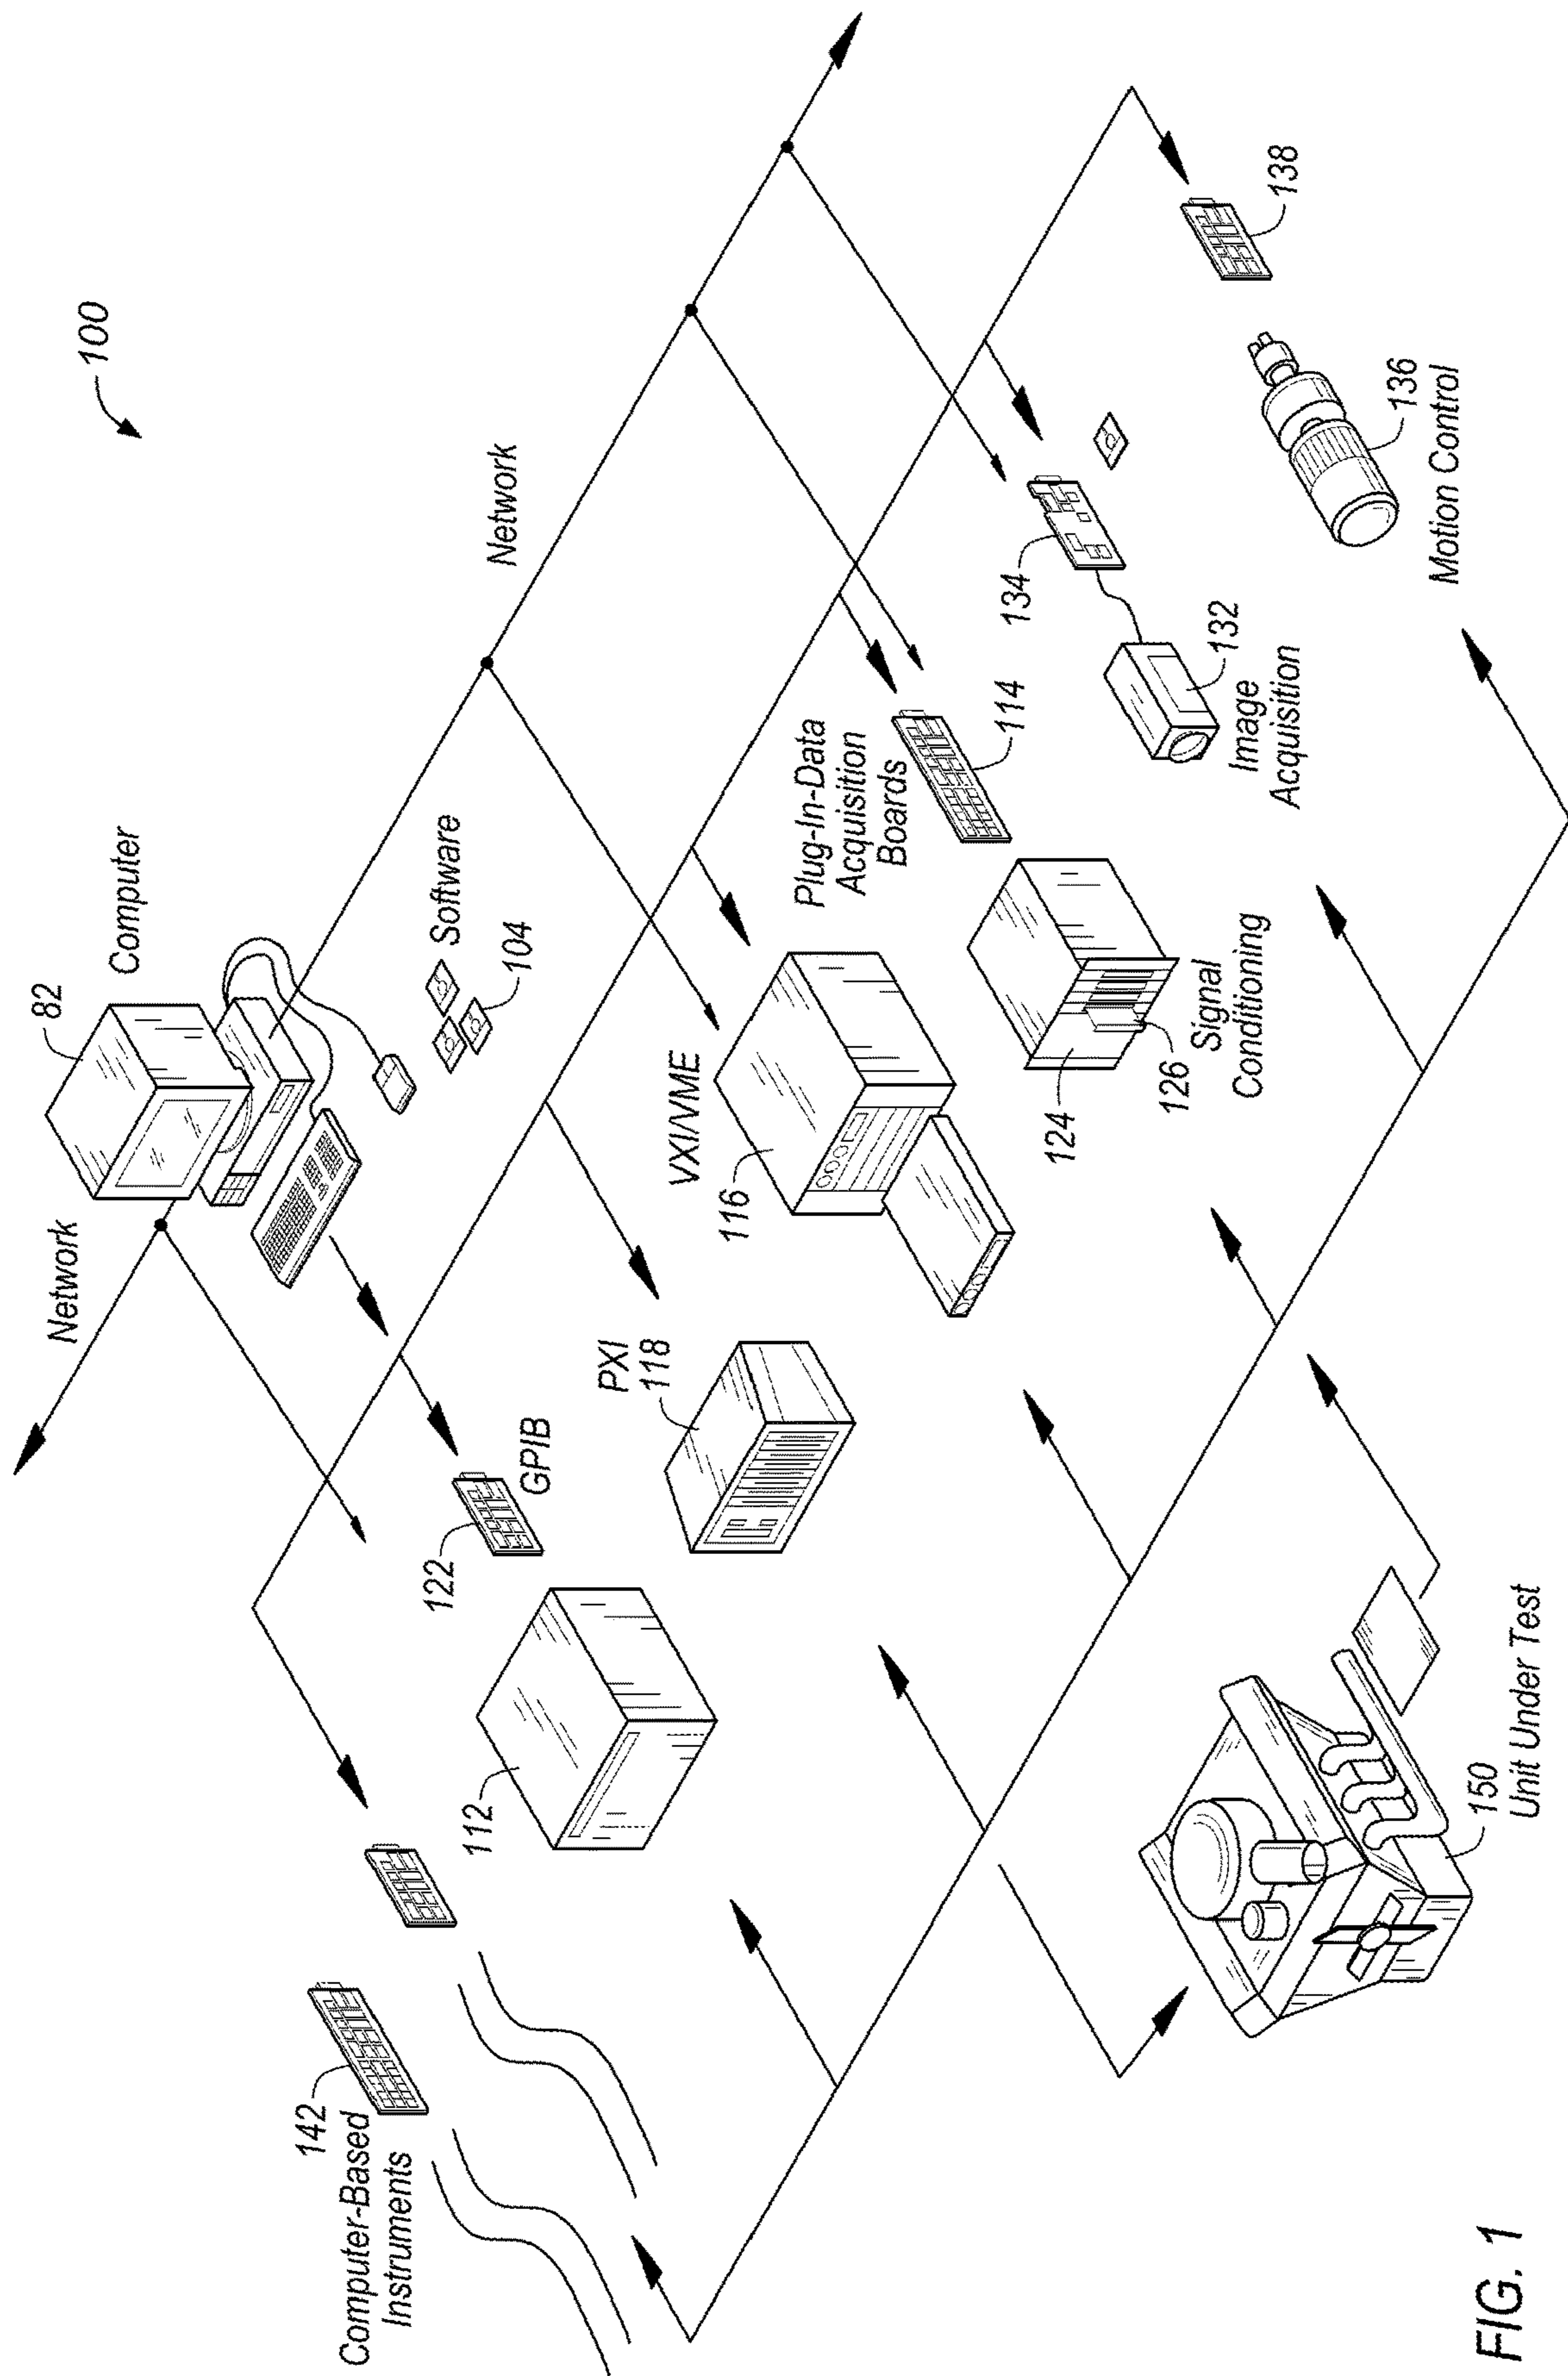 100
Network
82
Computer
Network
Software
104
122
GPIB
PXI
118
VXI/VME
116
Plug-In-Data
Acquisition
Boards
114
134
138
142
Computer-Based
Instruments
112
124
126
Signal
Conditioning
132
Image
Acquisition
136
Motion Control
150
Unit Under Test
FIG. 1